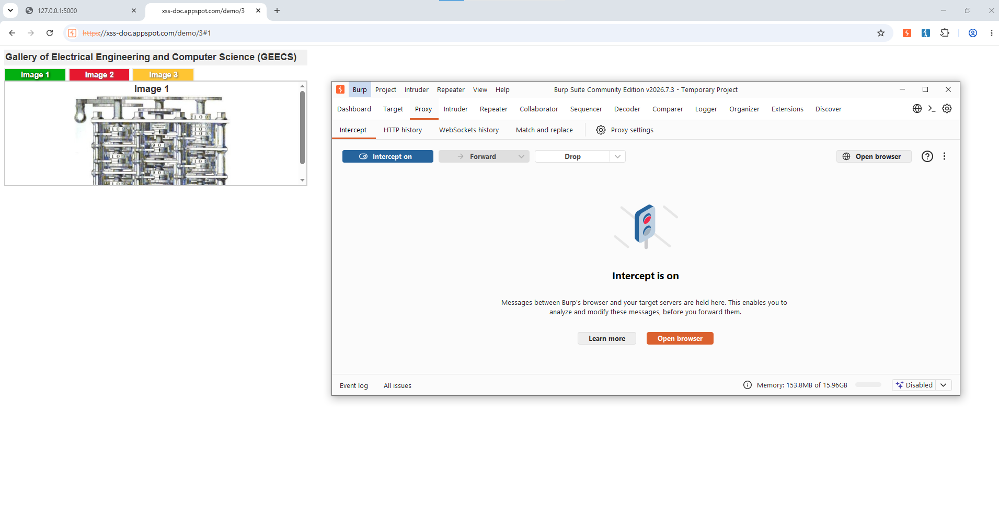 127.0.0.1:5000
xss-doc.appspot.com/demo/3
https://xss-doc.appspot.com/demo/3#1
Gallery of Electrical Engineering and Computer Science (GEECS)
Image 1 Image 2 Image 3
Image 1
Burp Project Intruder Repeater View Help
Burp Suite Community Edition v2026.7.3 - Temporary Project
Dashboard Target Proxy Intruder Repeater Collaborator Sequencer Decoder Comparer Logger Organizer Extensions Discover
Intercept HTTP history WebSockets history Match and replace Proxy settings
Intercept on Forward Drop Open browser
Intercept is on
Messages between Burp's browser and your target servers are held here. This enables you to
analyze and modify these messages, before you forward them.
Learn more Open browser
Event log All issues Memory: 153.8MB of 15.96GB Disabled